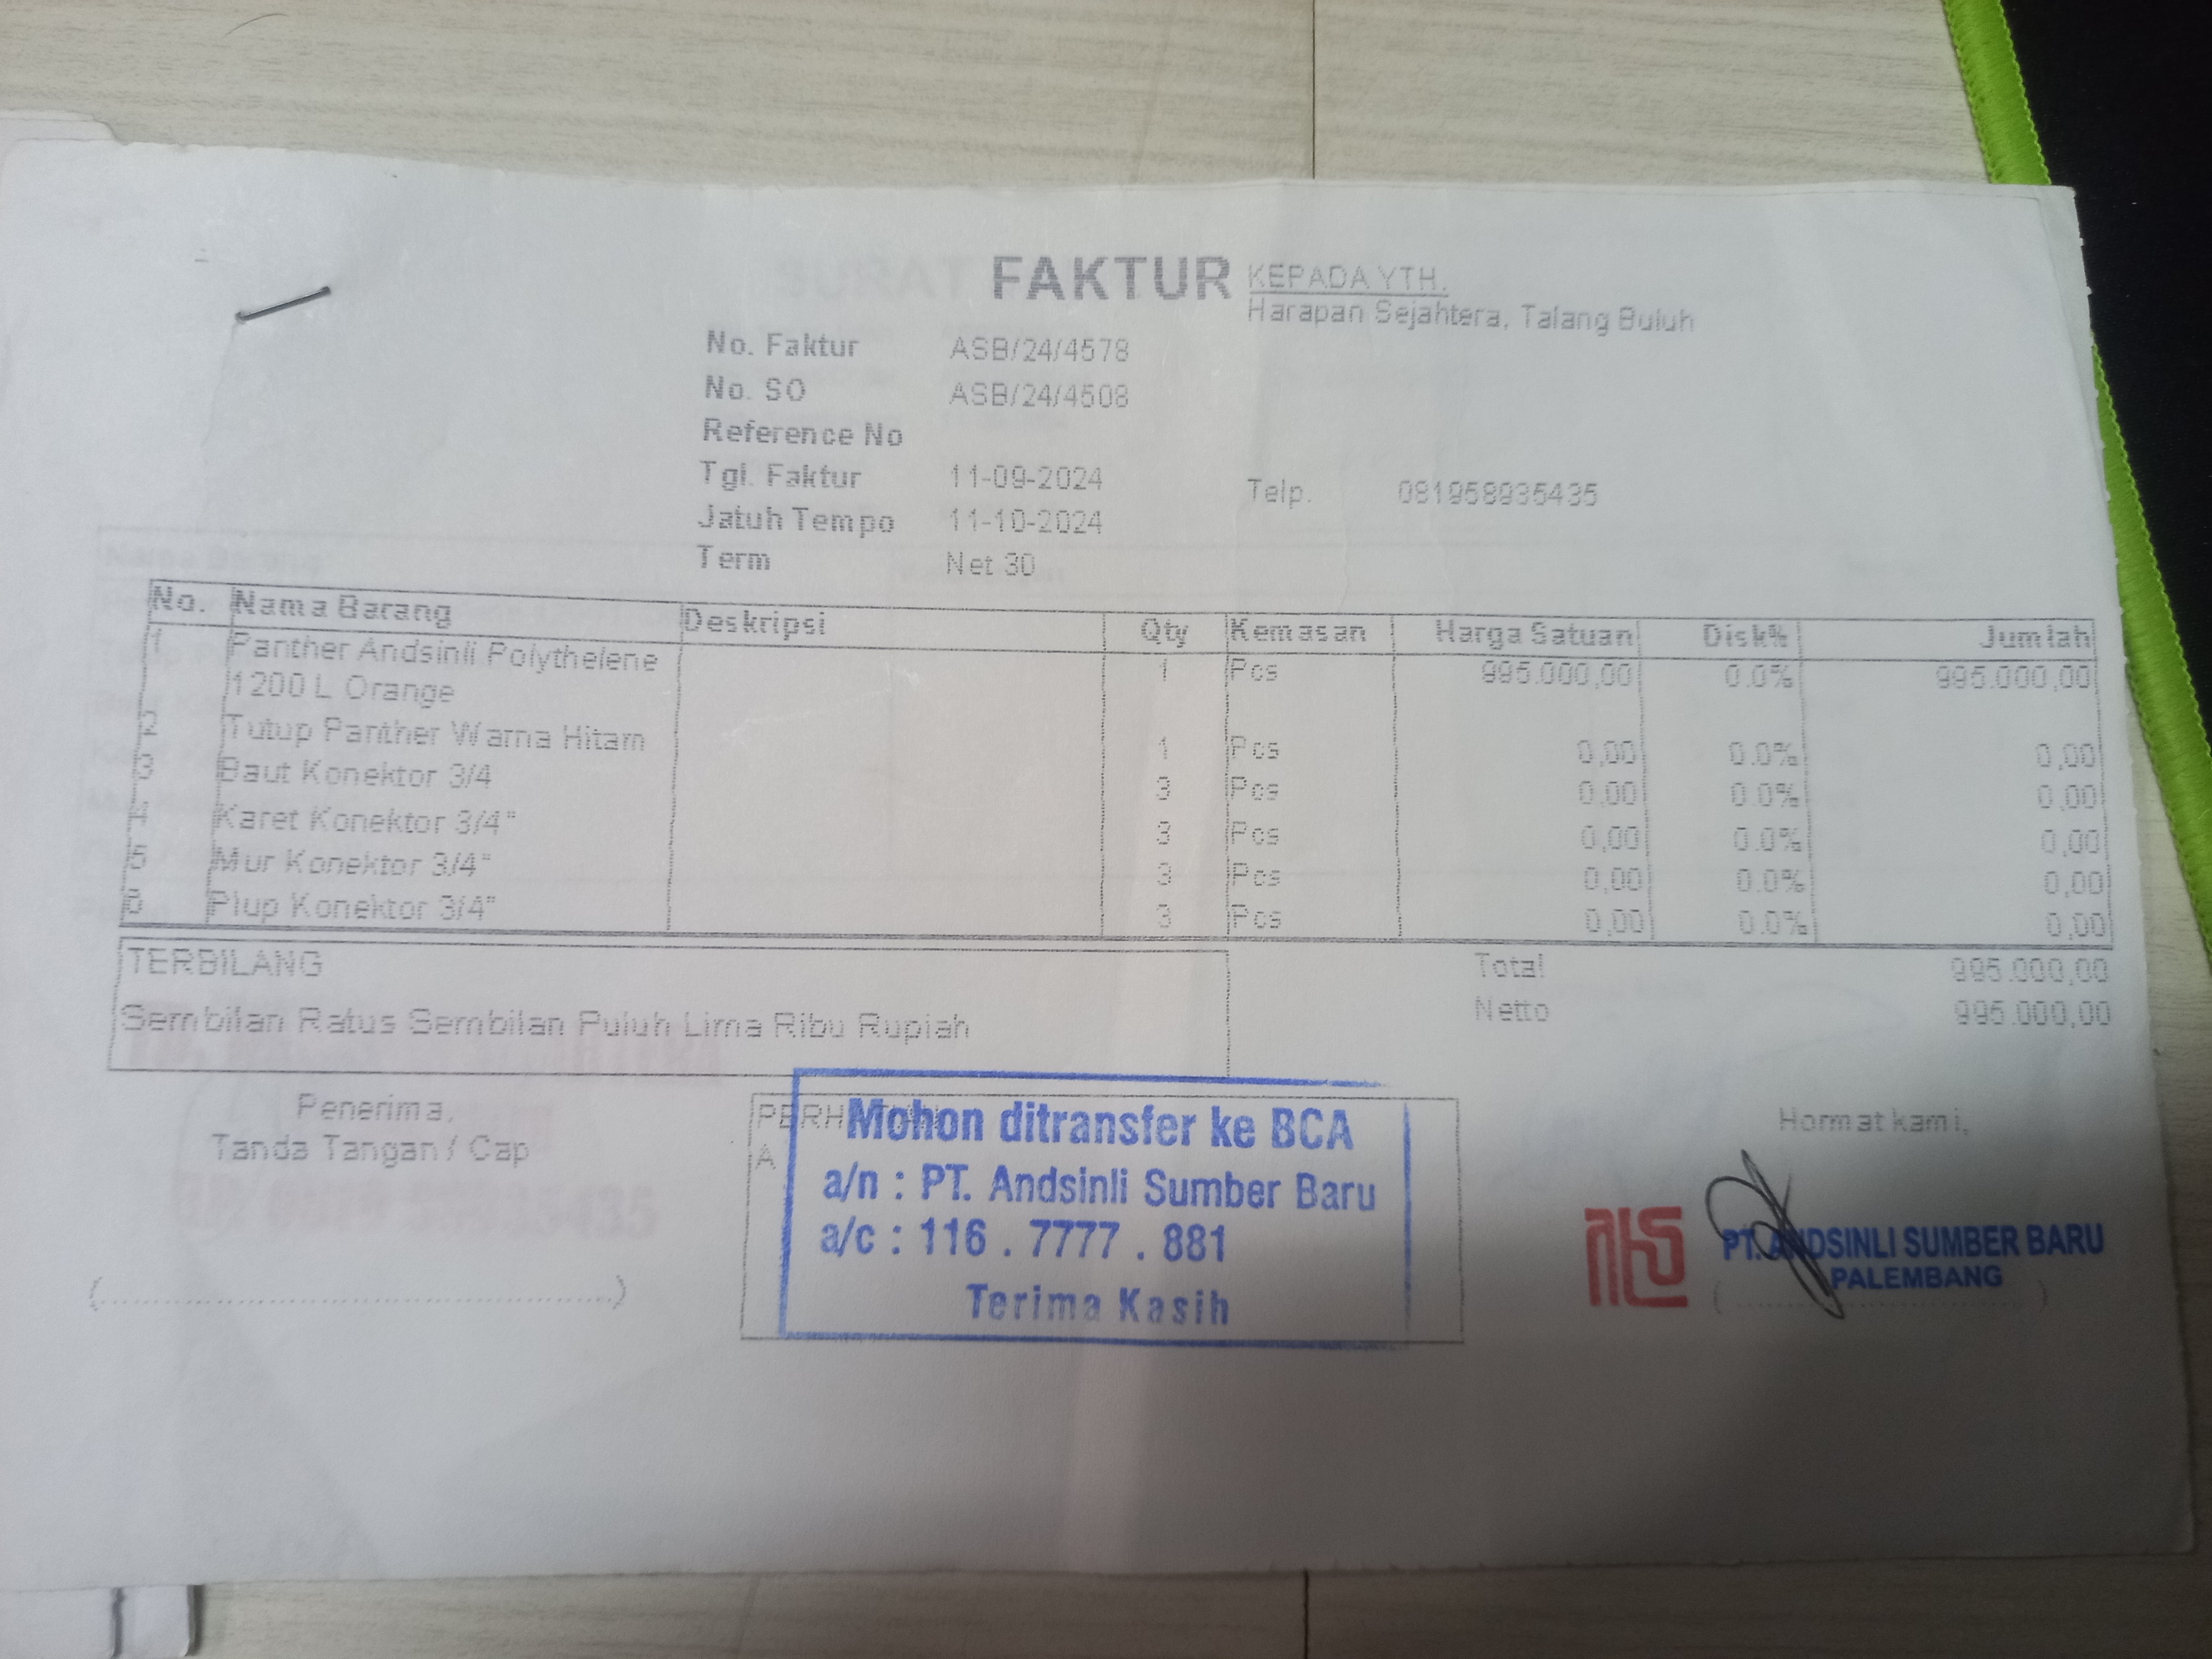 FAKTUR
KEPADA YTH.
Harapan Sejahtera, Talang Buluh
No. Faktur ASB/24/4578
No. SO ASB/24/4508
Reference No
Tgl. Faktur 11-09-2024
Telp. 081958935435
Jatuh Tempo 11-10-2024
Term Net 30
No. Nama Barang Deskripsi Qty Kemasan Harga Satuan Disk% Jumlah
1 Panther Andsinli Polythelene 1 Pcs 995.000,00 0.0% 995.000,00
1200 L Orange
2 Tutup Panther Warna Hitam 1 Pcs 0,00 0.0% 0,00
3 Baut Konektor 3/4 3 Pcs 0,00 0.0% 0,00
4 Karet Konektor 3/4" 3 Pcs 0,00 0.0% 0,00
5 Mur Konektor 3/4" 3 Pcs 0,00 0.0% 0,00
6 Plup Konektor 3/4" 3 Pcs 0,00 0.0% 0,00
TERBILANG
Sembilan Ratus Sembilan Puluh Lima Ribu Rupiah
Total 995.000,00
Netto 995.000,00
Penerima,
Tanda Tangan / Cap
Mohon ditransfer ke BCA
a/n : PT. Andsinli Sumber Baru
a/c : 116 . 7777 . 881
Terima Kasih
Hormat kami,
PT. ANDSINLI SUMBER BARU
PALEMBANG